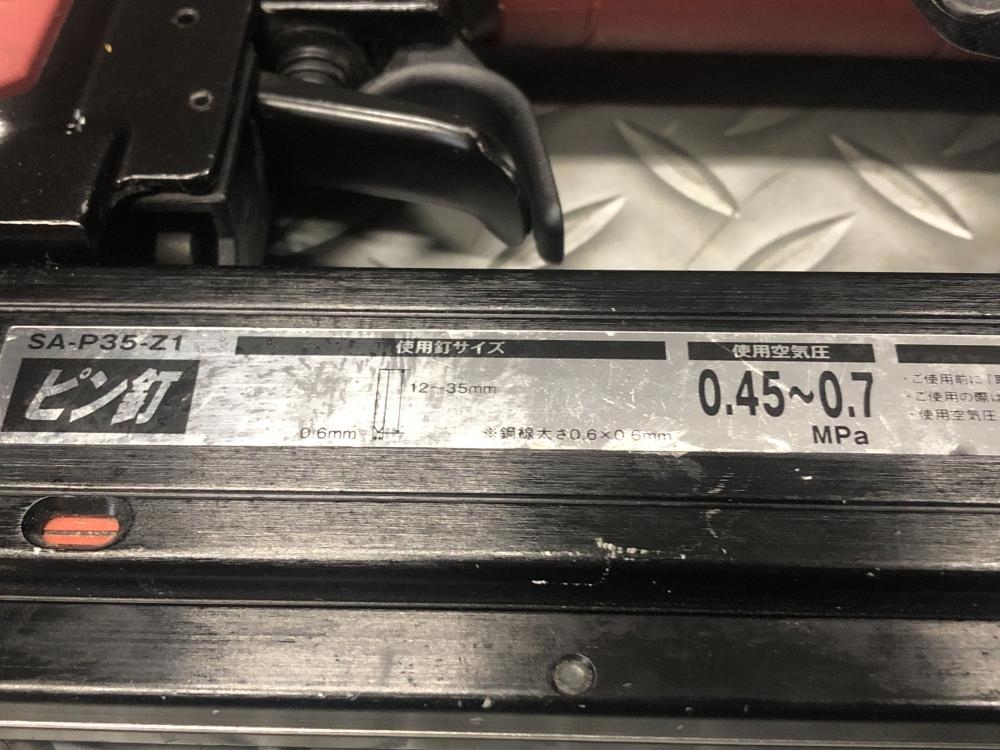 SA-P35-Z1
ピン釘
使用釘サイズ
12~35mm
0.6mm
※鋼線太さ0.6×0.6mm
使用空気圧
0.45~0.7
MPa
ご使用前に「
・ご使用の際は
・使用空気圧